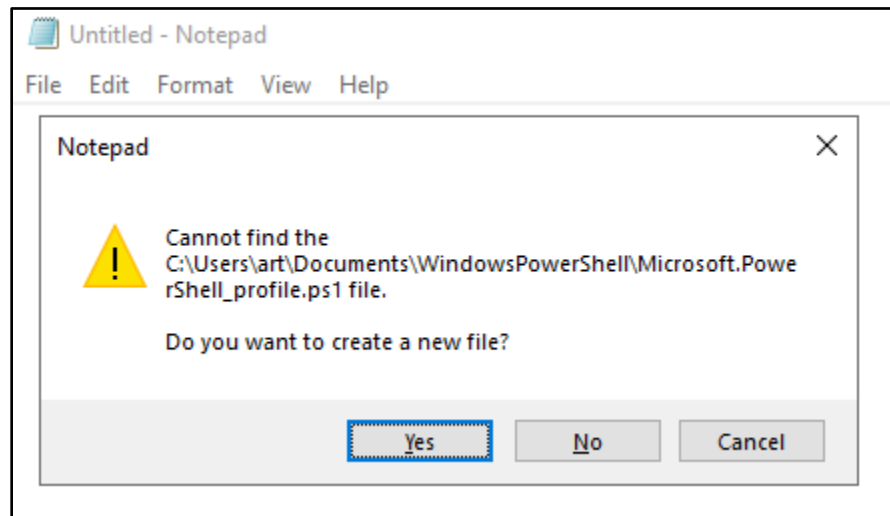 Untitled - Notepad
File Edit Format View Help
Notepad
Cannot find the
C:\Users\art\Documents\WindowsPowerShell\Microsoft.Powe
rShell_profile.ps1 file.
Do you want to create a new file?
Yes No Cancel